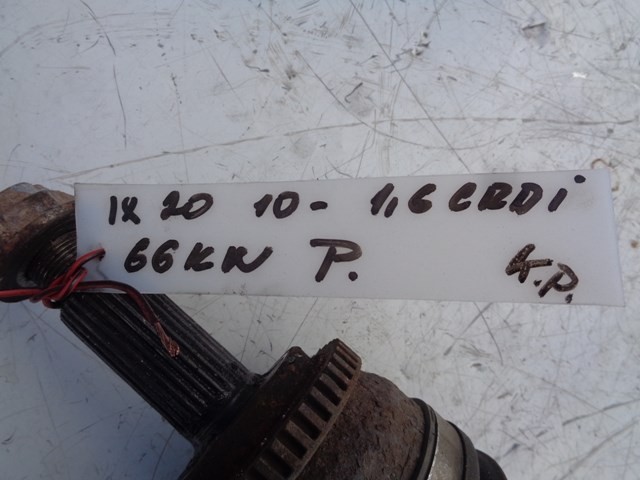 IX 20 10- 1,6 CRDi
66KW P. K.P.